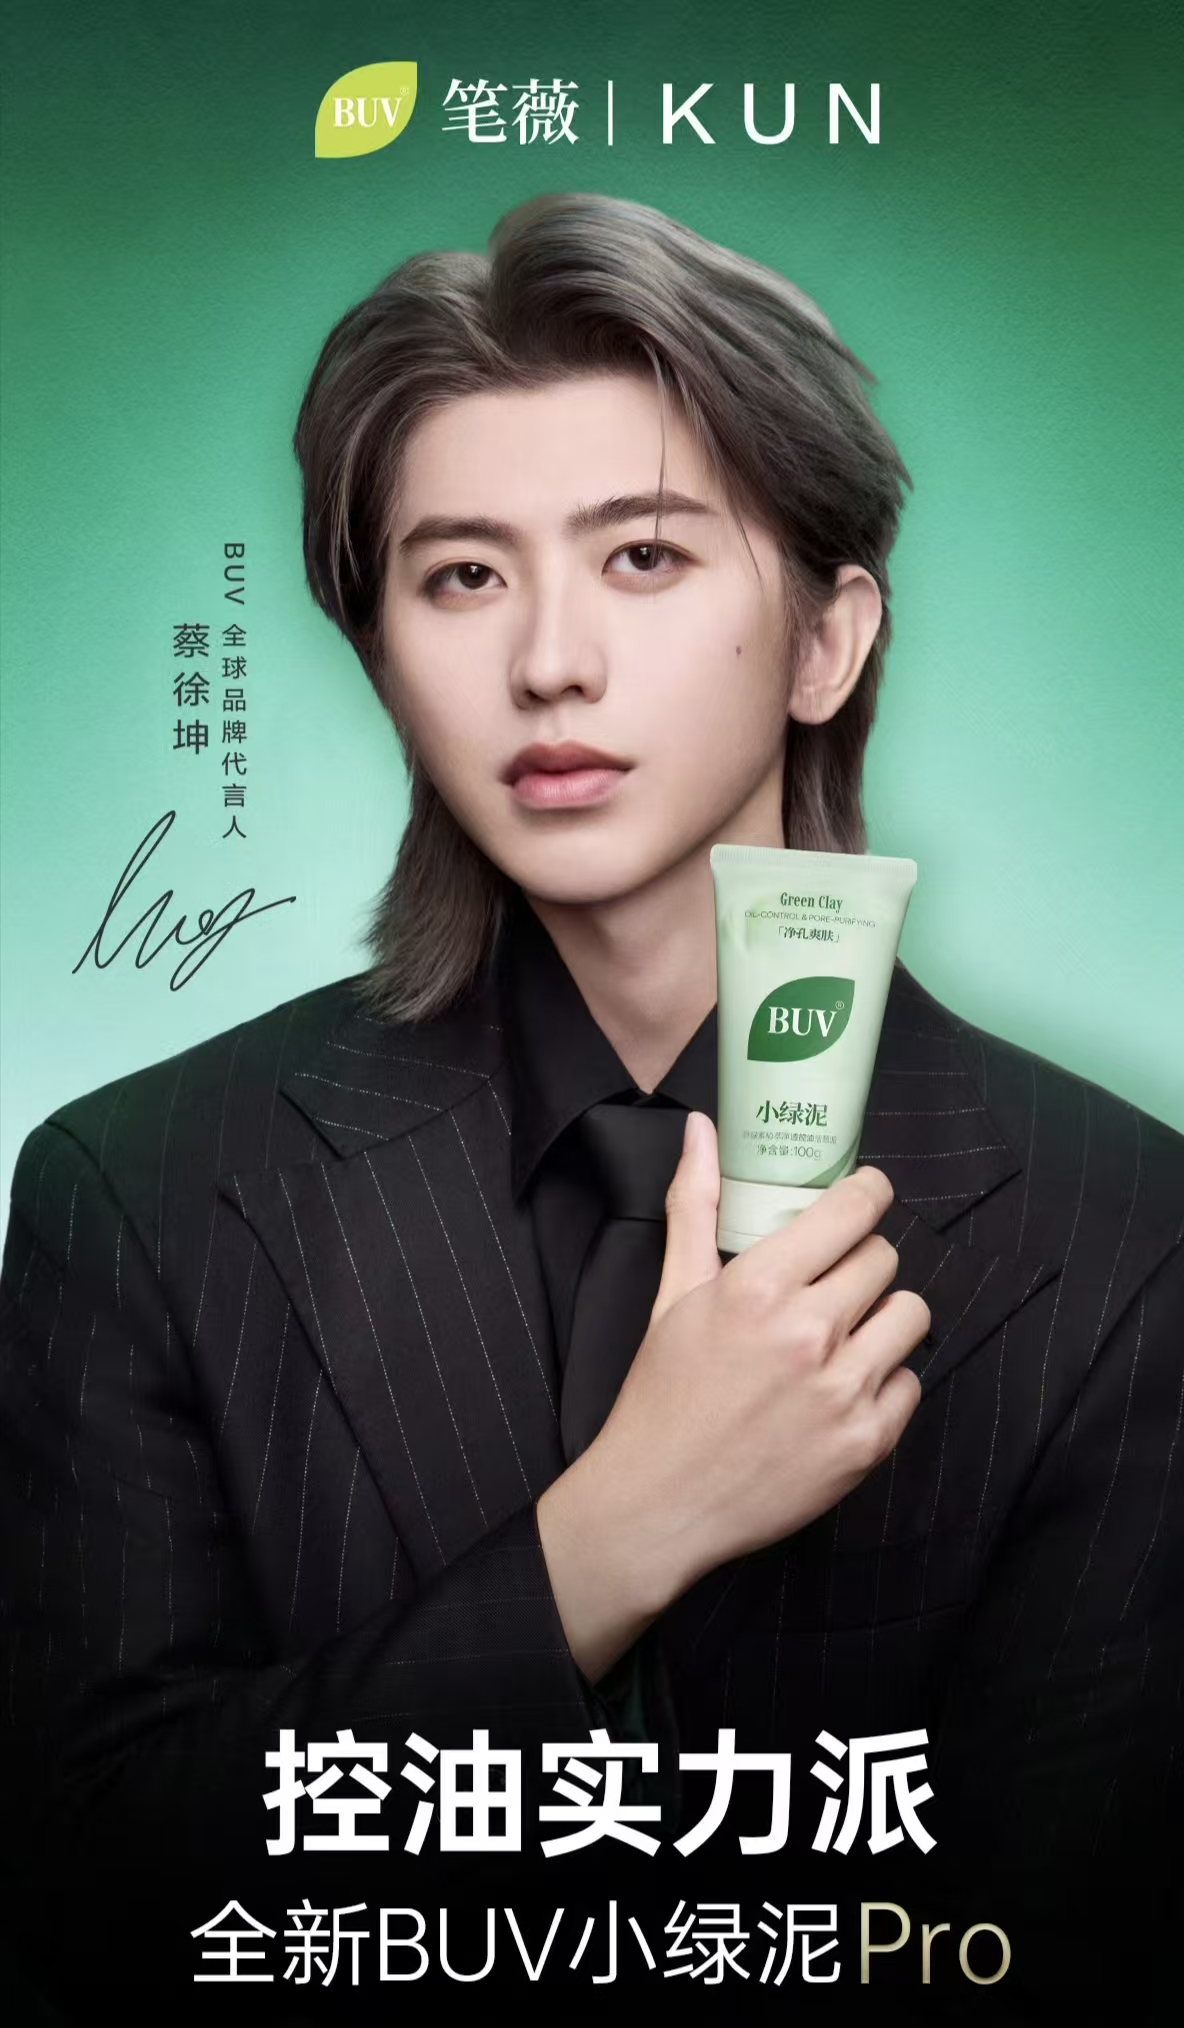 BUV® 笔薇 | KUN
BUV 全球品牌代言人
蔡徐坤
Green Clay
OIL-CONTROL & PORE-PURIFYING
「净孔爽肤」
BUV®
小绿泥
净含量:100g
控油实力派
全新BUV小绿泥Pro